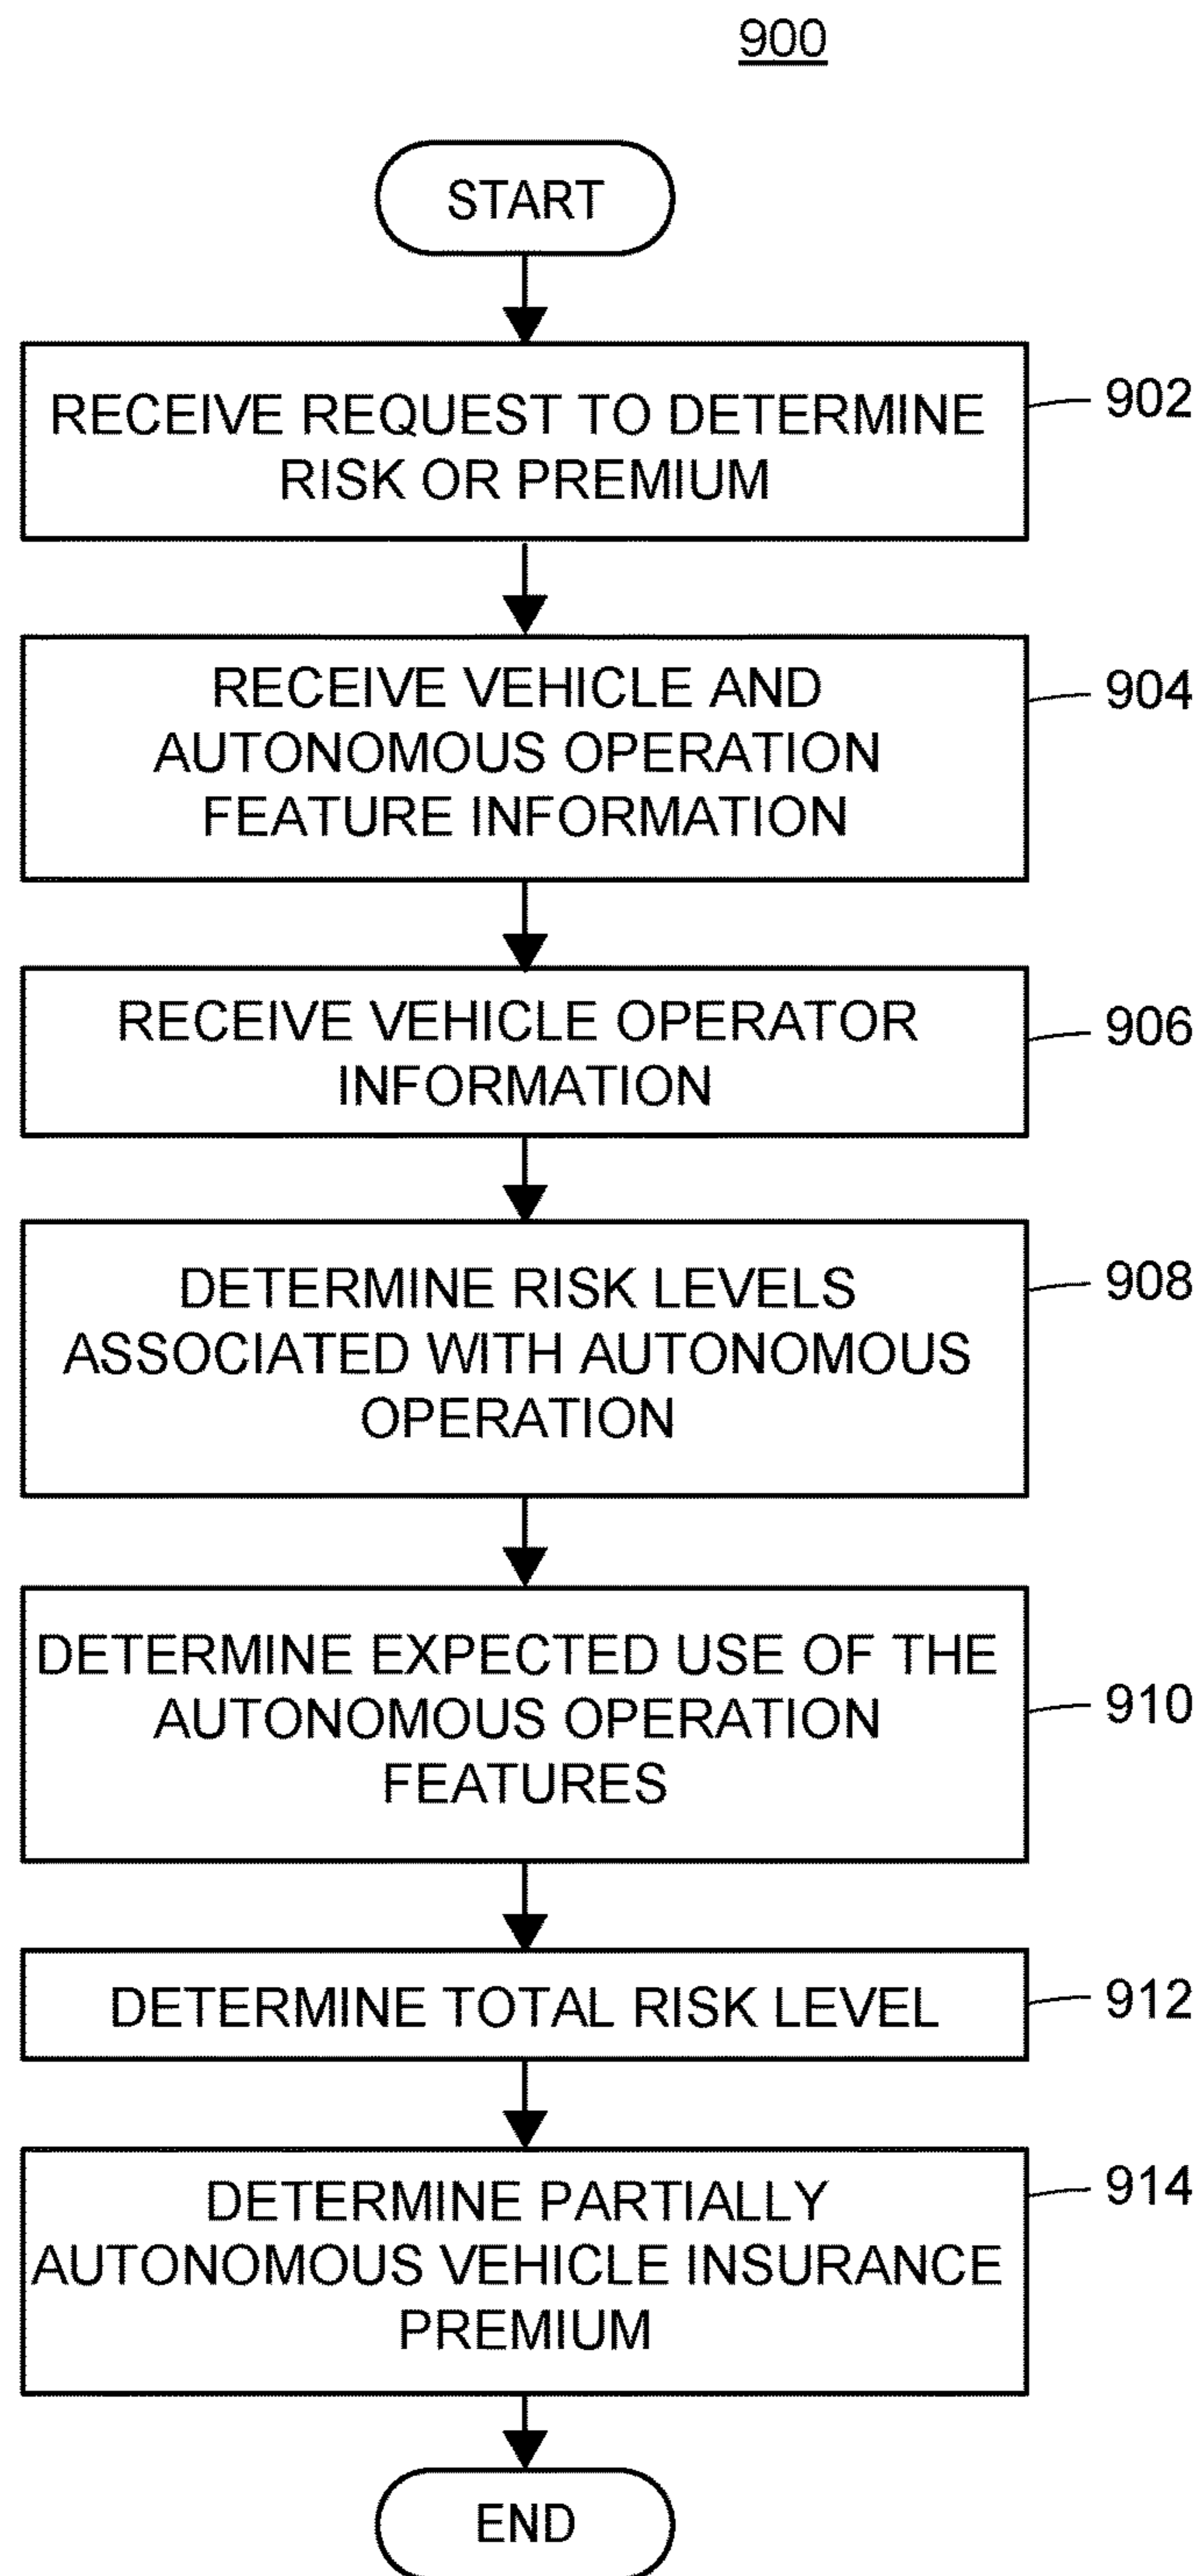 900
START
RECEIVE REQUEST TO DETERMINE
RISK OR PREMIUM
902
RECEIVE VEHICLE AND
AUTONOMOUS OPERATION
FEATURE INFORMATION
904
RECEIVE VEHICLE OPERATOR
INFORMATION
906
DETERMINE RISK LEVELS
ASSOCIATED WITH AUTONOMOUS
OPERATION
908
DETERMINE EXPECTED USE OF THE
AUTONOMOUS OPERATION
FEATURES
910
DETERMINE TOTAL RISK LEVEL
912
DETERMINE PARTIALLY
AUTONOMOUS VEHICLE INSURANCE
PREMIUM
914
END